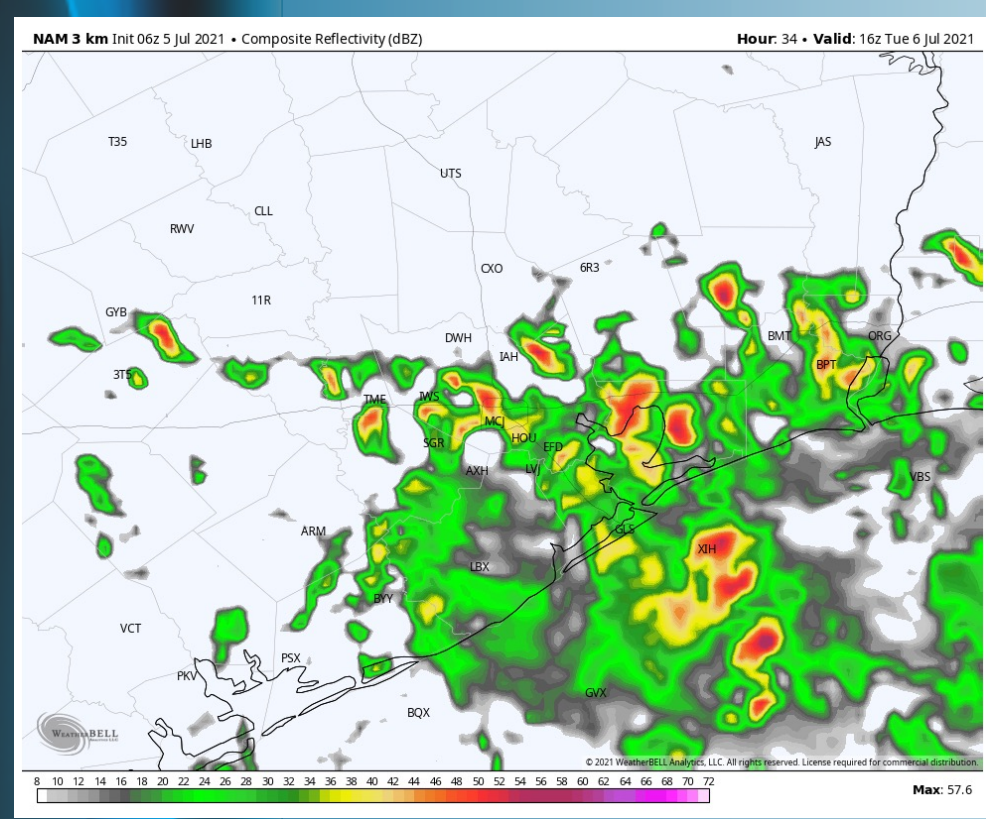 NAM 3 km Init 06z 5 Jul 2021 • Composite Reflectivity (dBZ)
Hour: 34 • Valid: 16z Tue 6 Jul 2021
T35
LHB
JAS
UTS
CLL
RWV
CXO
6R3
11R
GYB
DWH
BMT
ORG
IAH
BPT
3T5
TME
IWS
MCJ
SGR
HOU
EFD
AXH
LVJ
VBS
ARM
GLS
XIH
LBX
BYY
VCT
PSX
PKV
GVX
BQX
WEATHERBELL
© 2021 WeatherBELL Analytics, LLC. All rights reserved. License required for commercial distribution.
8 10 12 14 16 18 20 22 24 26 28 30 32 34 36 38 40 42 44 46 48 50 52 54 56 58 60 62 64 66 68 70 72
Max: 57.6